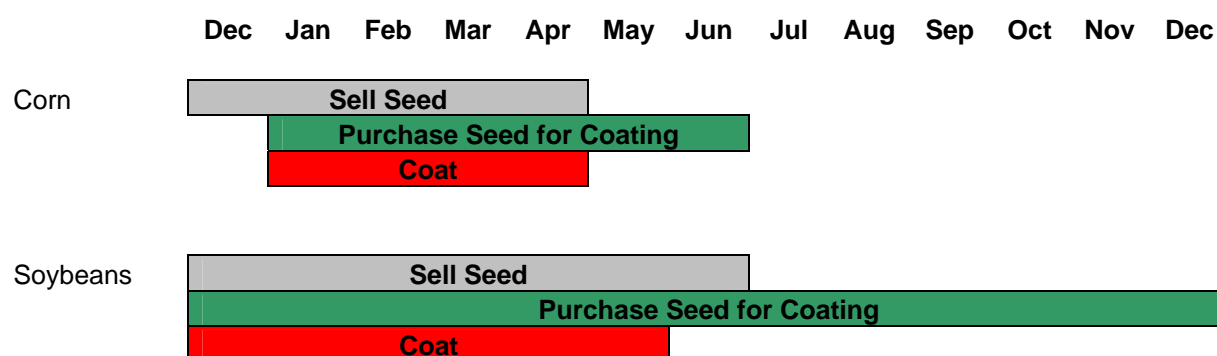 Dec Jan Feb Mar Apr May Jun Jul Aug Sep Oct Nov Dec
Corn Sell Seed
Purchase Seed for Coating
Coat
Soybeans Sell Seed
Purchase Seed for Coating
Coat